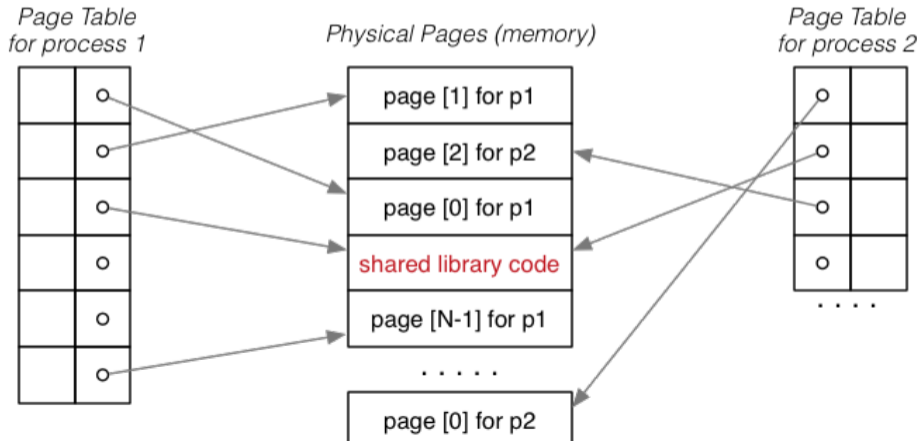 Page Table
for process 1
Physical Pages (memory)
Page Table
for process 2
page [1] for p1
page [2] for p2
page [0] for p1
shared library code
page [N-1] for p1
. . . . .
page [0] for p2
. . . .